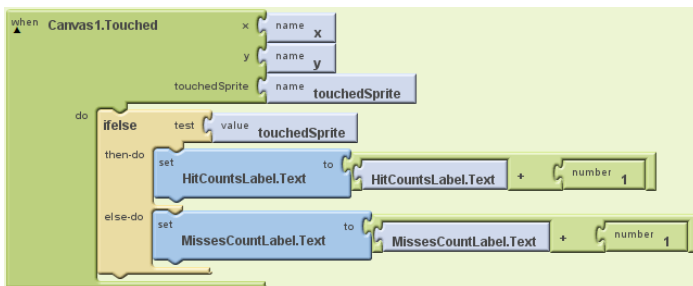 when Canvas1.Touched x name x
y name y
touchedSprite name touchedSprite
do ifelse test value touchedSprite
then-do set HitCountsLabel.Text to HitCountsLabel.Text + number 1
else-do set MissesCountLabel.Text to MissesCountLabel.Text + number 1